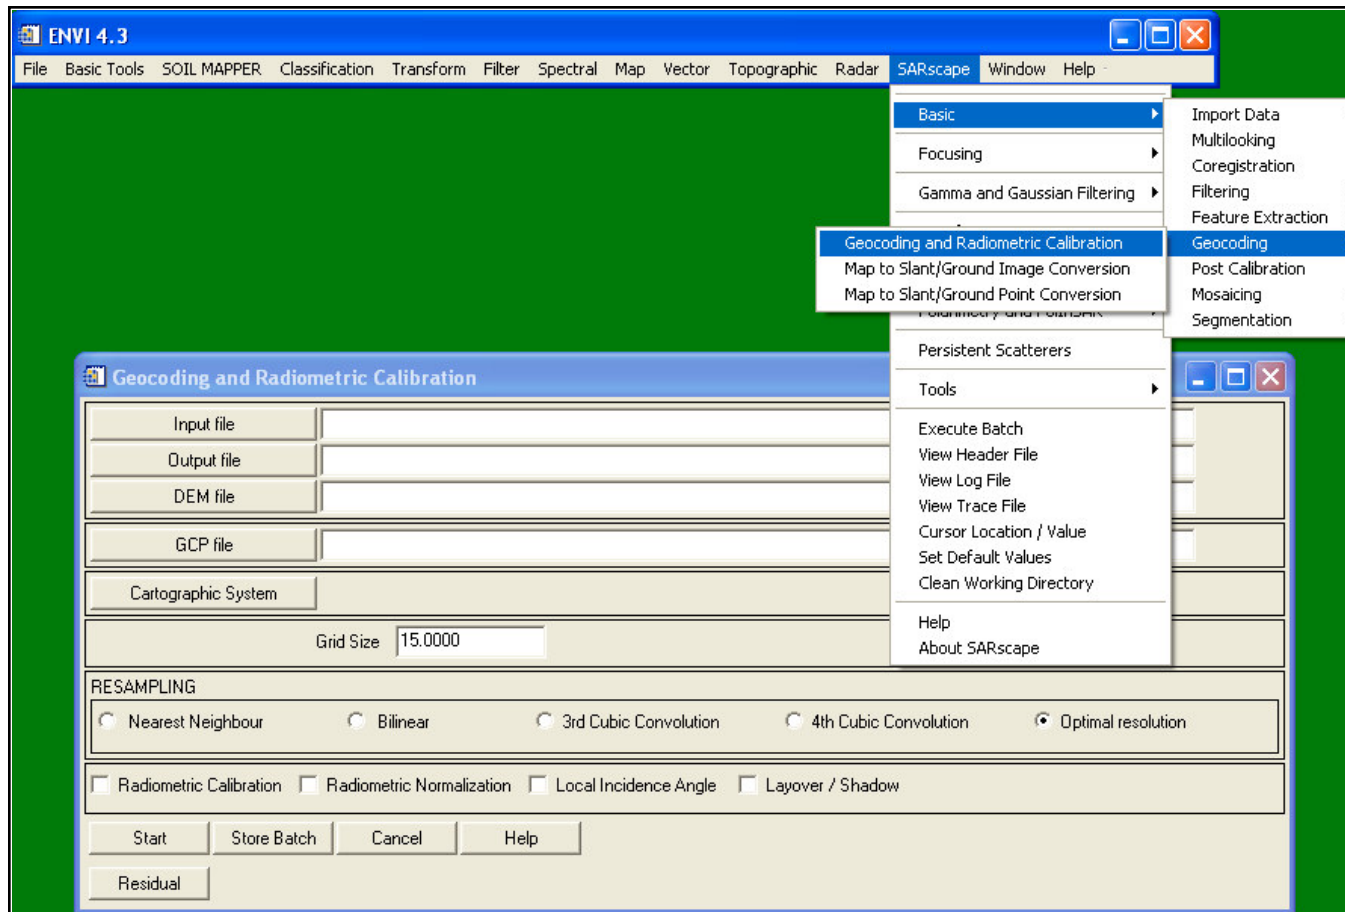 ENVI 4.3
File Basic Tools SOIL MAPPER Classification Transform Filter Spectral Map Vector Topographic Radar SARscape Window Help
Basic
Focusing
Gamma and Gaussian Filtering
Import Data
Multilooking
Coregistration
Filtering
Feature Extraction
Geocoding
Post Calibration
Mosaicing
Segmentation
Geocoding and Radiometric Calibration
Map to Slant/Ground Image Conversion
Map to Slant/Ground Point Conversion
Polarimetry and PolInSAR
Persistent Scatterers
Tools
Execute Batch
View Header File
View Log File
View Trace File
Cursor Location / Value
Set Default Values
Clean Working Directory
Help
About SARscape
Geocoding and Radiometric Calibration
Input file
Output file
DEM file
GCP file
Cartographic System
Grid Size 15.0000
RESAMPLING
Nearest Neighbour Bilinear 3rd Cubic Convolution 4th Cubic Convolution Optimal resolution
Radiometric Calibration Radiometric Normalization Local Incidence Angle Layover / Shadow
Start Store Batch Cancel Help
Residual